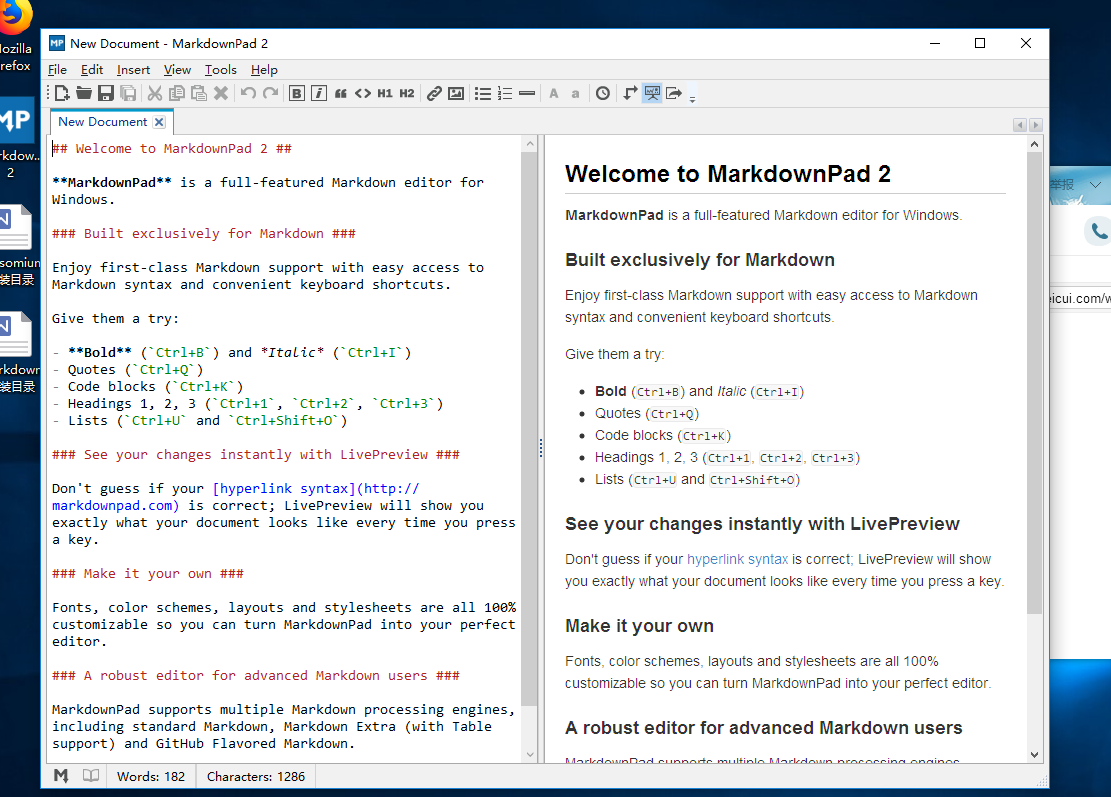 ozilla
refox
MP
rkdow...
2
N
somium
装目录
N
rkdown
装目录
MP New Document - MarkdownPad 2
File Edit Insert View Tools Help
B i H1 H2 A a
New Document
## Welcome to MarkdownPad 2 ##
**MarkdownPad** is a full-featured Markdown editor for
Windows.
### Built exclusively for Markdown ###
Enjoy first-class Markdown support with easy access to
Markdown syntax and convenient keyboard shortcuts.
Give them a try:
- **Bold** (`Ctrl+B`) and *Italic* (`Ctrl+I`)
- Quotes (`Ctrl+Q`)
- Code blocks (`Ctrl+K`)
- Headings 1, 2, 3 (`Ctrl+1`, `Ctrl+2`, `Ctrl+3`)
- Lists (`Ctrl+U` and `Ctrl+Shift+O`)
### See your changes instantly with LivePreview ###
Don't guess if your [hyperlink syntax](http://
markdownpad.com) is correct; LivePreview will show you
exactly what your document looks like every time you press
a key.
### Make it your own ###
Fonts, color schemes, layouts and stylesheets are all 100%
customizable so you can turn MarkdownPad into your perfect
editor.
### A robust editor for advanced Markdown users ###
MarkdownPad supports multiple Markdown processing engines,
including standard Markdown, Markdown Extra (with Table
support) and GitHub Flavored Markdown.
Welcome to MarkdownPad 2
MarkdownPad is a full-featured Markdown editor for Windows.
Built exclusively for Markdown
Enjoy first-class Markdown support with easy access to Markdown
syntax and convenient keyboard shortcuts.
Give them a try:
• Bold (Ctrl+B) and Italic (Ctrl+I)
• Quotes (Ctrl+Q)
• Code blocks (Ctrl+K)
• Headings 1, 2, 3 (Ctrl+1, Ctrl+2, Ctrl+3)
• Lists (Ctrl+U and Ctrl+Shift+O)
See your changes instantly with LivePreview
Don't guess if your hyperlink syntax is correct; LivePreview will show
you exactly what your document looks like every time you press a key.
Make it your own
Fonts, color schemes, layouts and stylesheets are all 100%
customizable so you can turn MarkdownPad into your perfect editor.
A robust editor for advanced Markdown users
MarkdownPad supports multiple Markdown processing engines,
Words: 182 Characters: 1286
举报
eicui.com/w